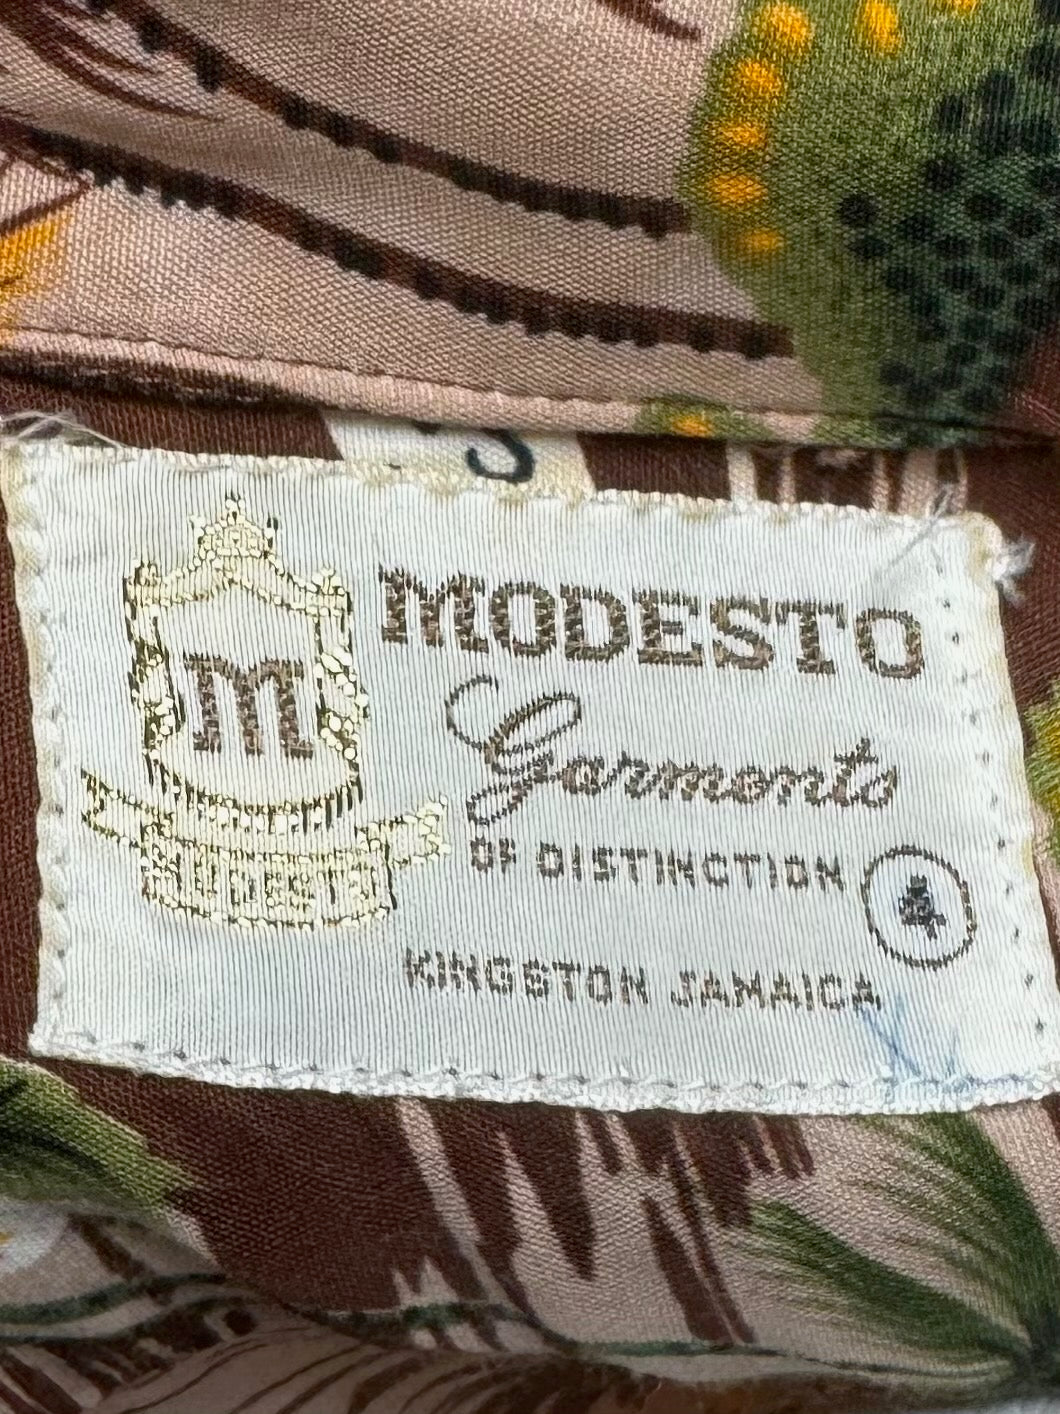 M
MODESTO
MODESTO
Garments
OF DISTINCTION
4
KINGSTON JAMAICA